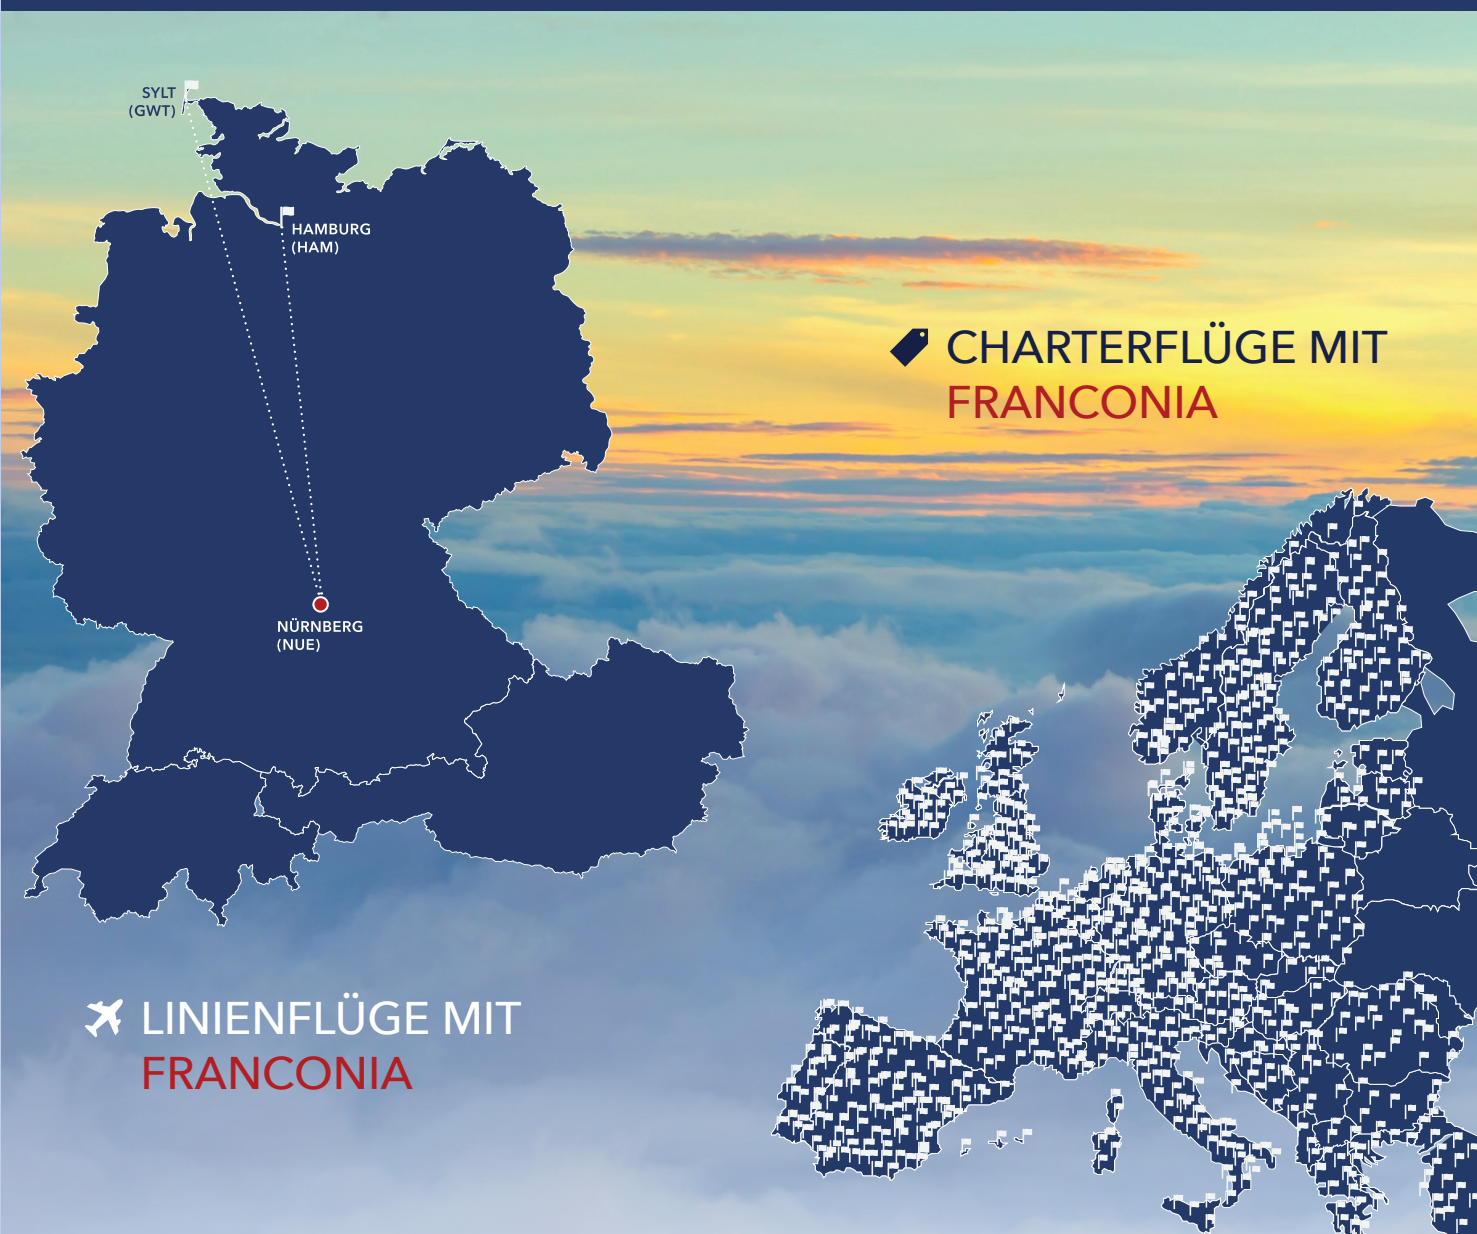 SYLT
(GWT)
HAMBURG
(HAM)
NÜRNBERG
(NUE)
CHARTERFLÜGE MIT
FRANCONIA
LINIENFLÜGE MIT
FRANCONIA